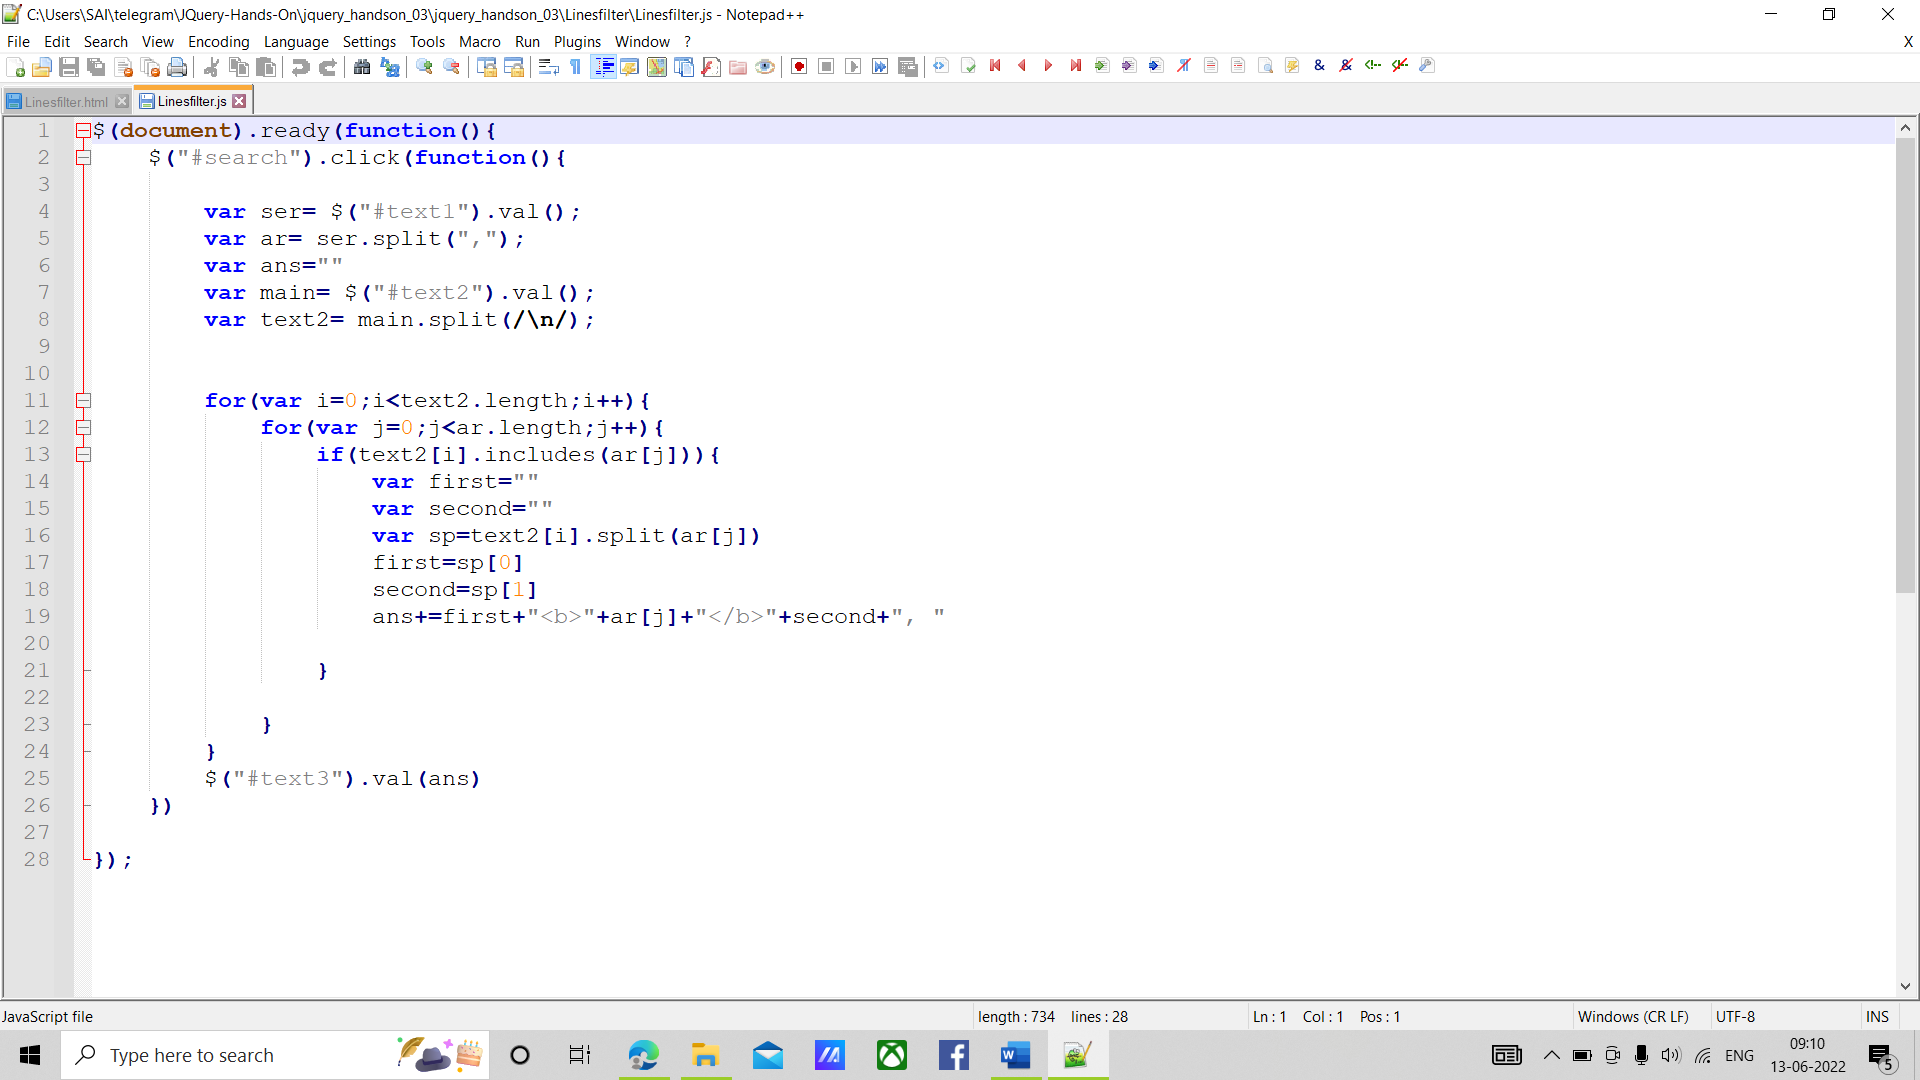 C:\Users\SAI\telegram\JQuery-Hands-On\jquery_handson_03\jquery_handson_03\Linesfilter\Linesfilter.js - Notepad++
File Edit Search View Encoding Language Settings Tools Macro Run Plugins Window ? X
Linesfilter.html Linesfilter.js
1 $(document).ready(function(){
2 $("#search").click(function(){
3
4 var ser= $("#text1").val();
5 var ar= ser.split(",");
6 var ans=""
7 var main= $("#text2").val();
8 var text2= main.split(/\n/);
9
10
11 for(var i=0;i<text2.length;i++){
12 for(var j=0;j<ar.length;j++){
13 if(text2[i].includes(ar[j])){
14 var first=""
15 var second=""
16 var sp=text2[i].split(ar[j])
17 first=sp[0]
18 second=sp[1]
19 ans+=first+"<b>"+ar[j]+"</b>"+second+", "
20
21 }
22
23 }
24 }
25 $("#text3").val(ans)
26 })
27
28 });
JavaScript file length : 734 lines : 28 Ln : 1 Col : 1 Pos : 1 Windows (CR LF) UTF-8 INS
Type here to search ENG 09:10
13-06-2022 5